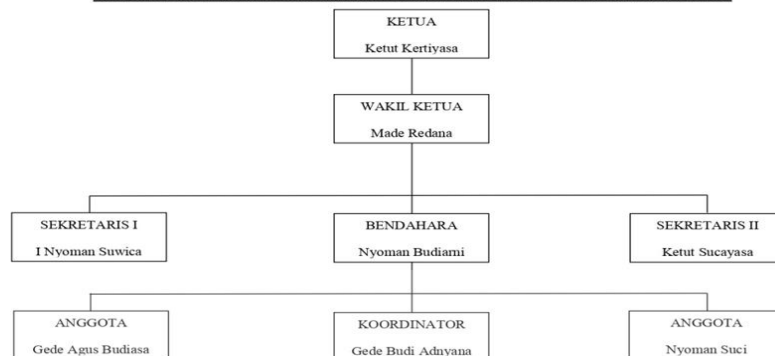 KETUA
Ketut Kertiyasa
WAKIL KETUA
Made Redana
SEKRETARIS I
I Nyoman Suwica
BENDAHARA
Nyoman Budiarni
SEKRETARIS II
Ketut Sucayasa
ANGGOTA
Gede Agus Budiasa
KOORDINATOR
Gede Budi Adnyana
ANGGOTA
Nyoman Suci